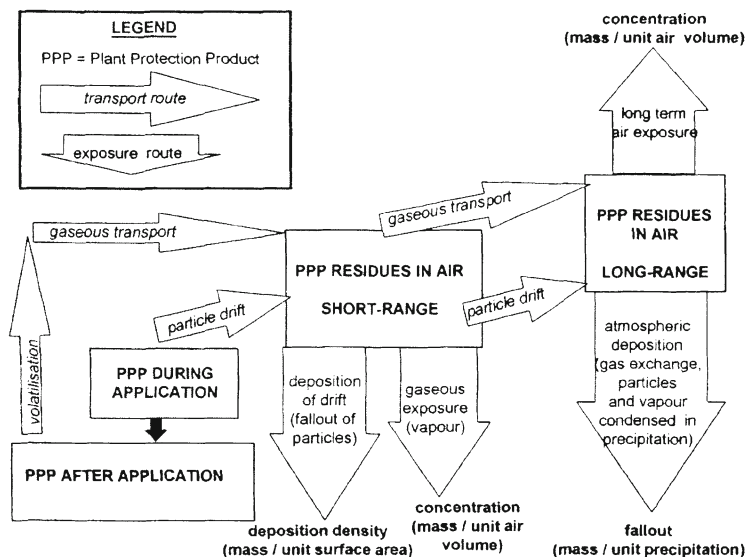 LEGEND
PPP = Plant Protection Product
transport route
exposure route
concentration
(mass / unit air volume)
long term
air exposure
gaseous transport
gaseous transport
PPP RESIDUES
IN AIR
LONG-RANGE
PPP RESIDUES IN AIR
SHORT-RANGE
particle drift
particle drift
volatilisation
PPP DURING
APPLICATION
PPP AFTER APPLICATION
deposition
of drift
(fallout of
particles)
gaseous
exposure
(vapour)
atmospheric
deposition
(gas exchange,
particles
and vapour
condensed in
precipitation)
deposition density
(mass / unit surface area)
concentration
(mass / unit air
volume)
fallout
(mass / unit precipitation)